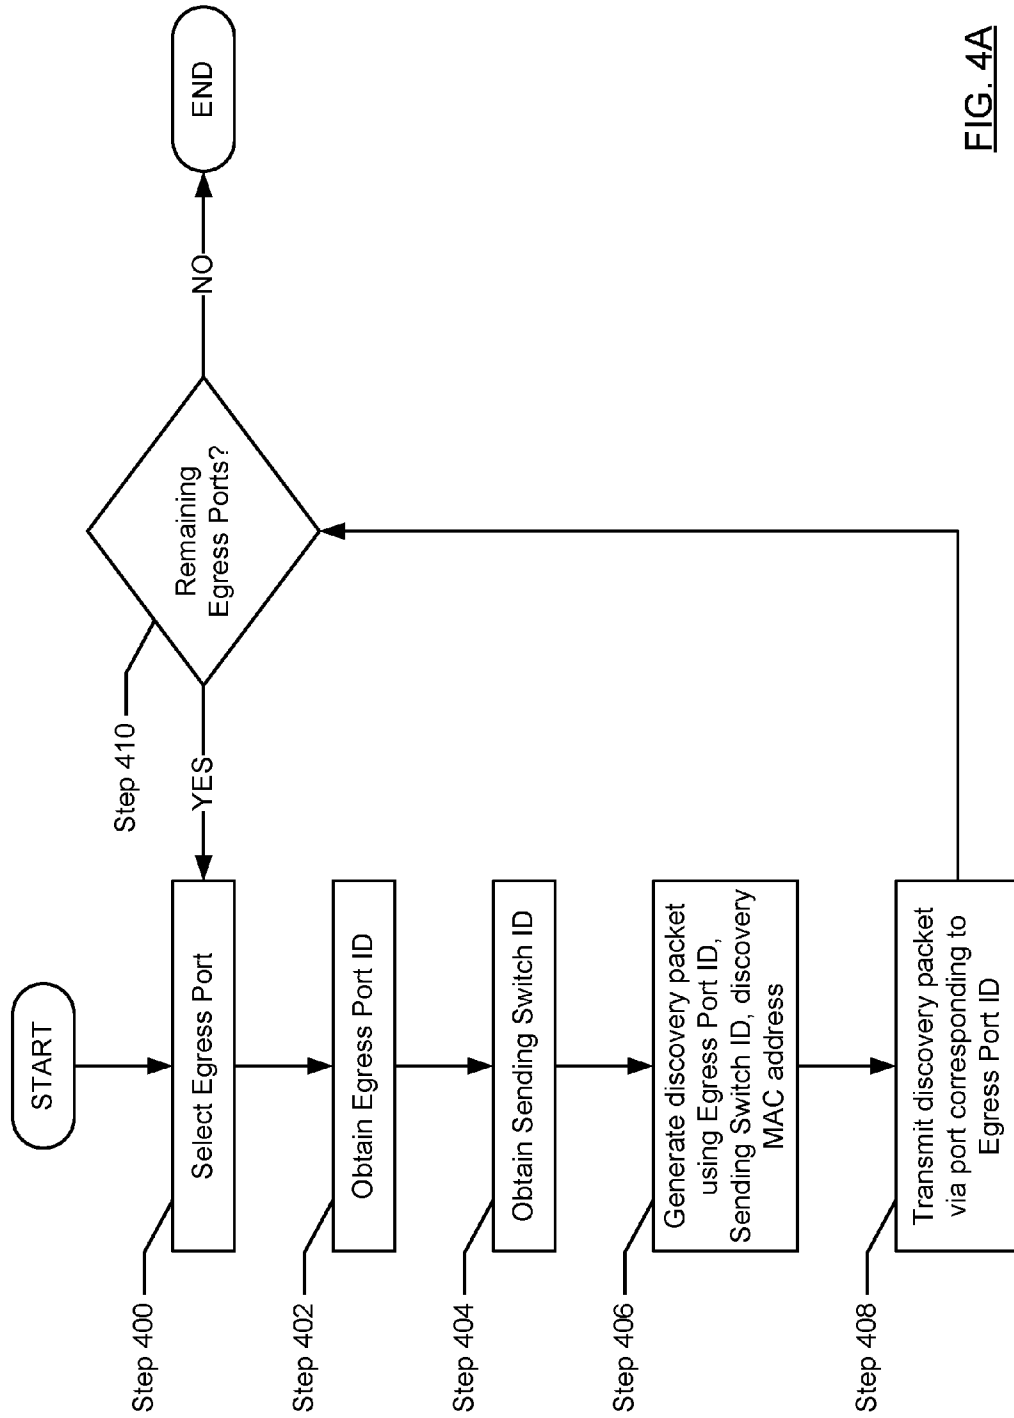 START
Step 400
Select Egress Port
Step 402
Obtain Egress Port ID
Step 404
Obtain Sending Switch ID
Step 406
Generate discovery packet
using Egress Port ID,
Sending Switch ID, discovery
MAC address
Step 408
Transmit discovery packet
via port corresponding to
Egress Port ID
Step 410
Remaining
Egress Ports?
YES
NO
END
FIG. 4A